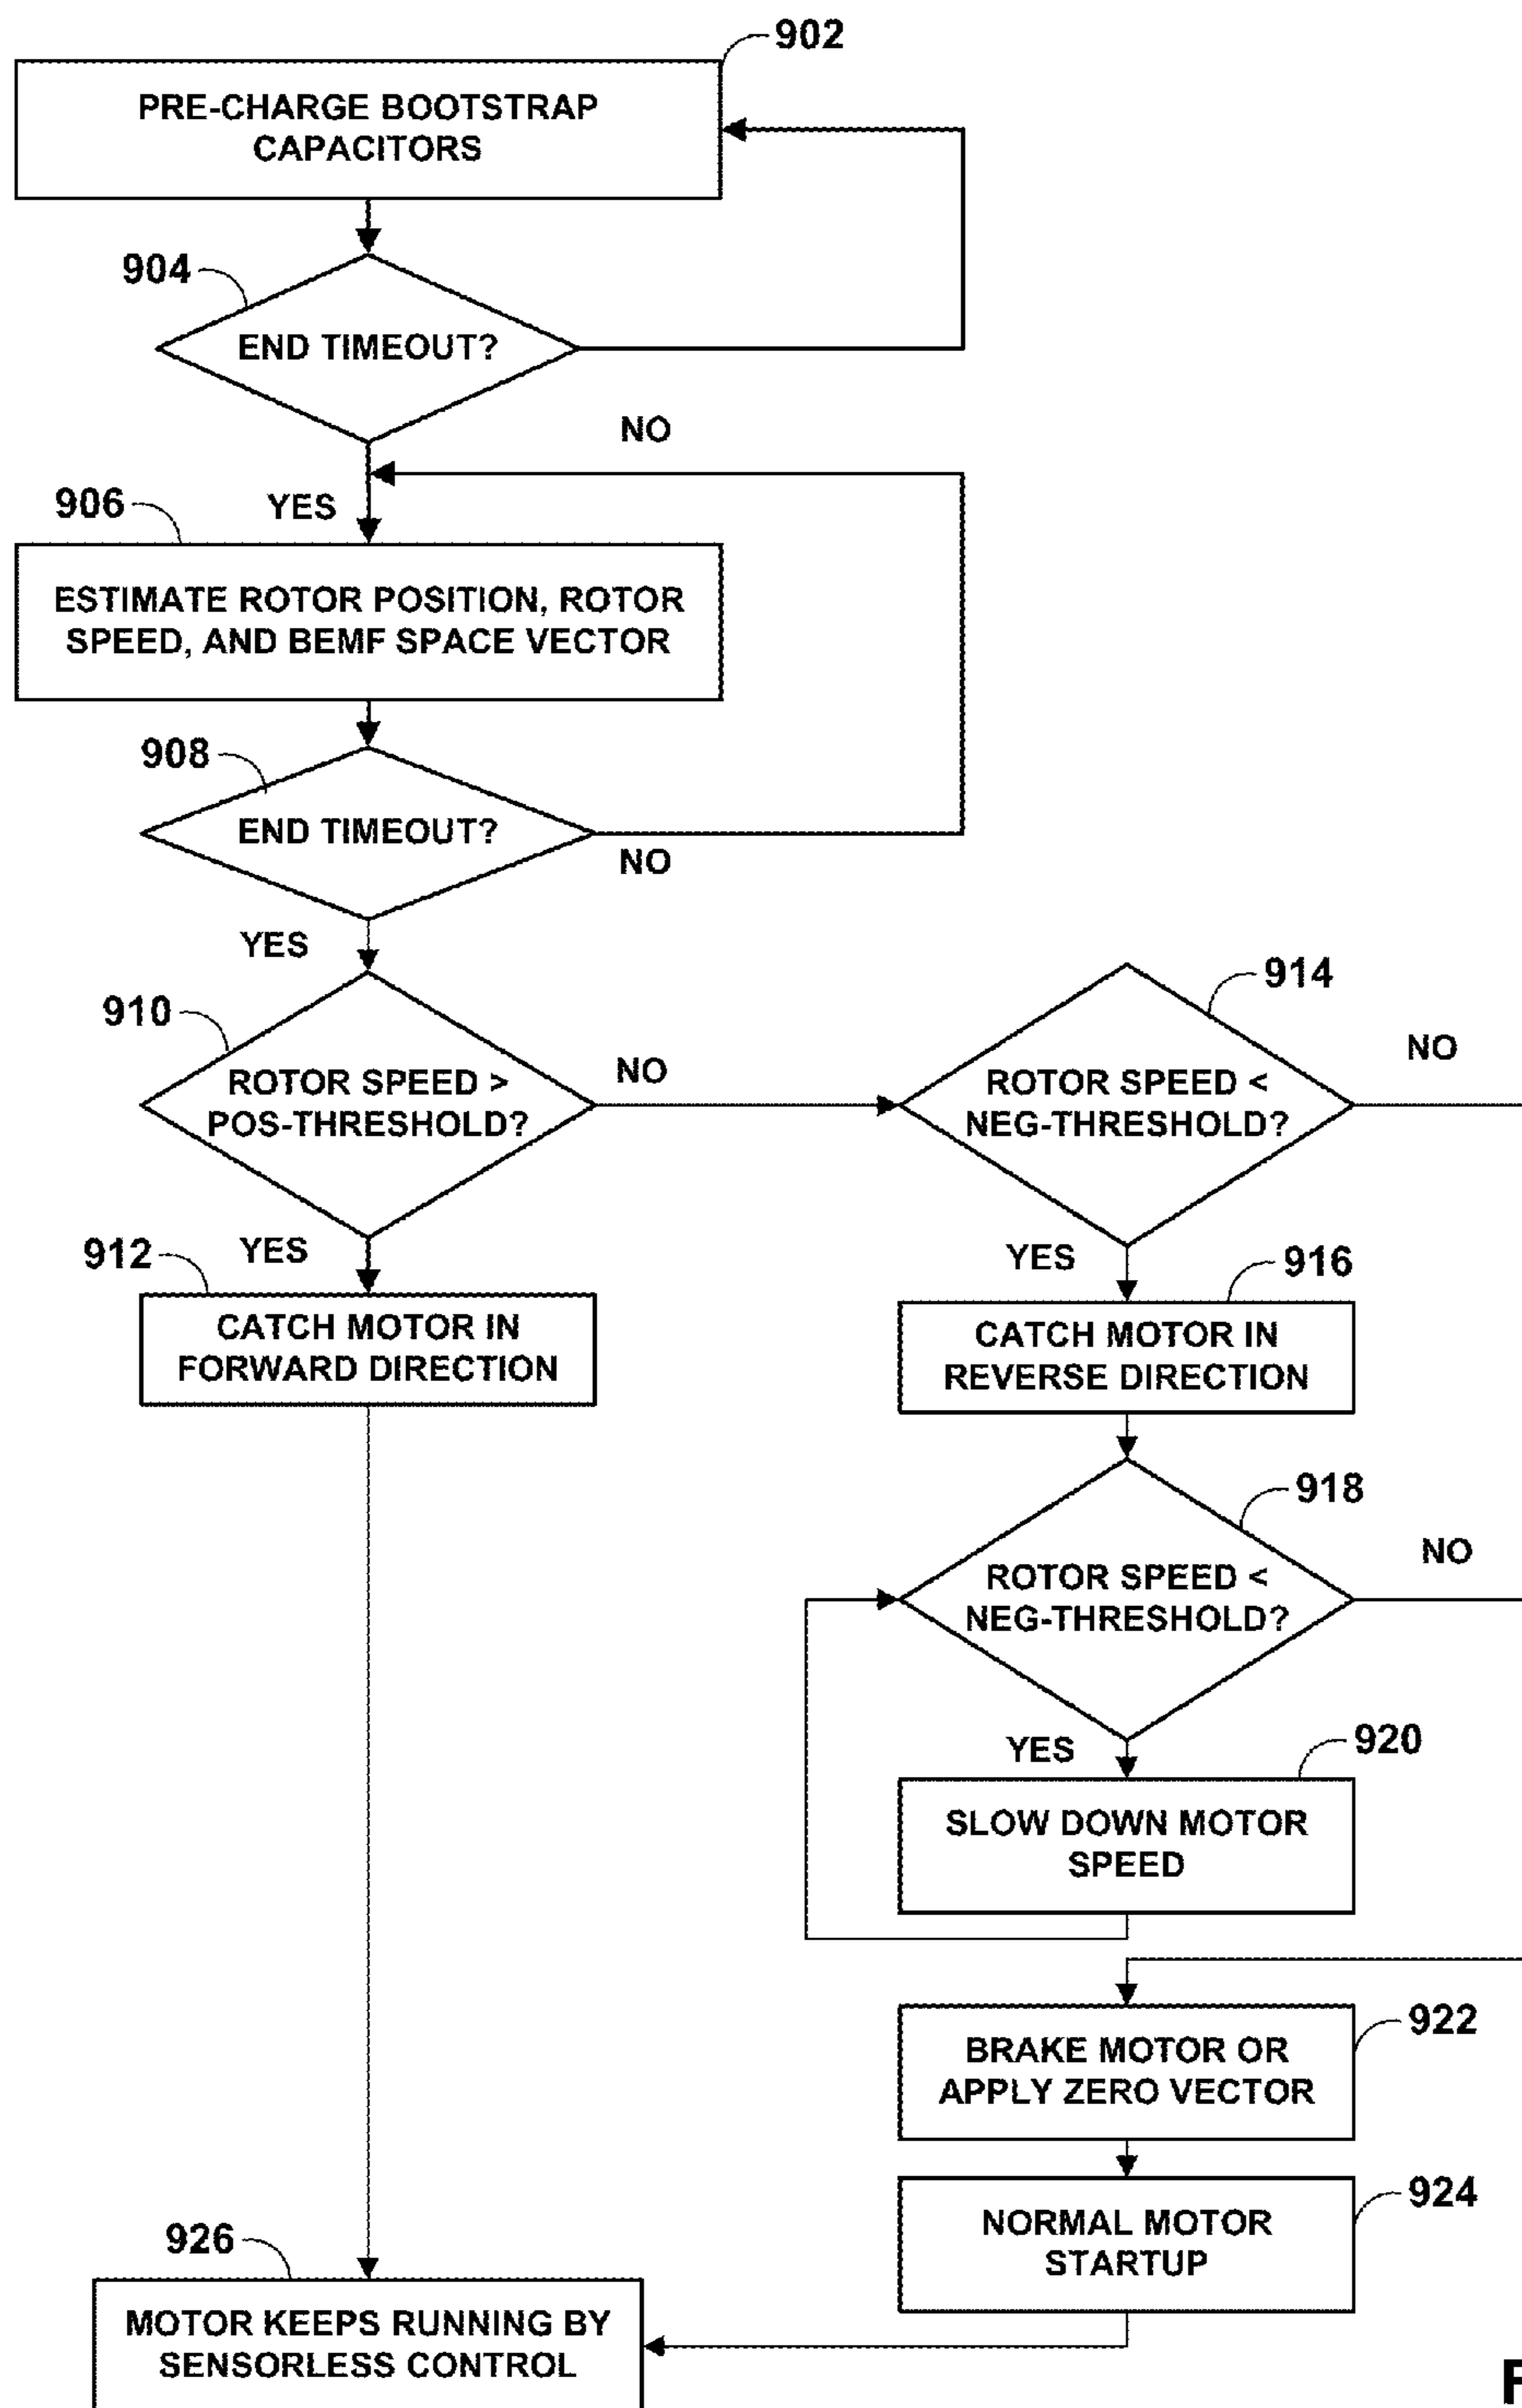 902
PRE-CHARGE BOOTSTRAP
CAPACITORS
904
END TIMEOUT?
NO
YES
906
ESTIMATE ROTOR POSITION, ROTOR
SPEED, AND BEMF SPACE VECTOR
908
END TIMEOUT?
NO
YES
910
ROTOR SPEED >
POS-THRESHOLD?
NO
914
ROTOR SPEED <
NEG-THRESHOLD?
NO
YES
912
CATCH MOTOR IN
FORWARD DIRECTION
YES
916
CATCH MOTOR IN
REVERSE DIRECTION
918
ROTOR SPEED <
NEG-THRESHOLD?
NO
YES
920
SLOW DOWN MOTOR
SPEED
922
BRAKE MOTOR OR
APPLY ZERO VECTOR
924
NORMAL MOTOR
STARTUP
926
MOTOR KEEPS RUNNING BY
SENSORLESS CONTROL